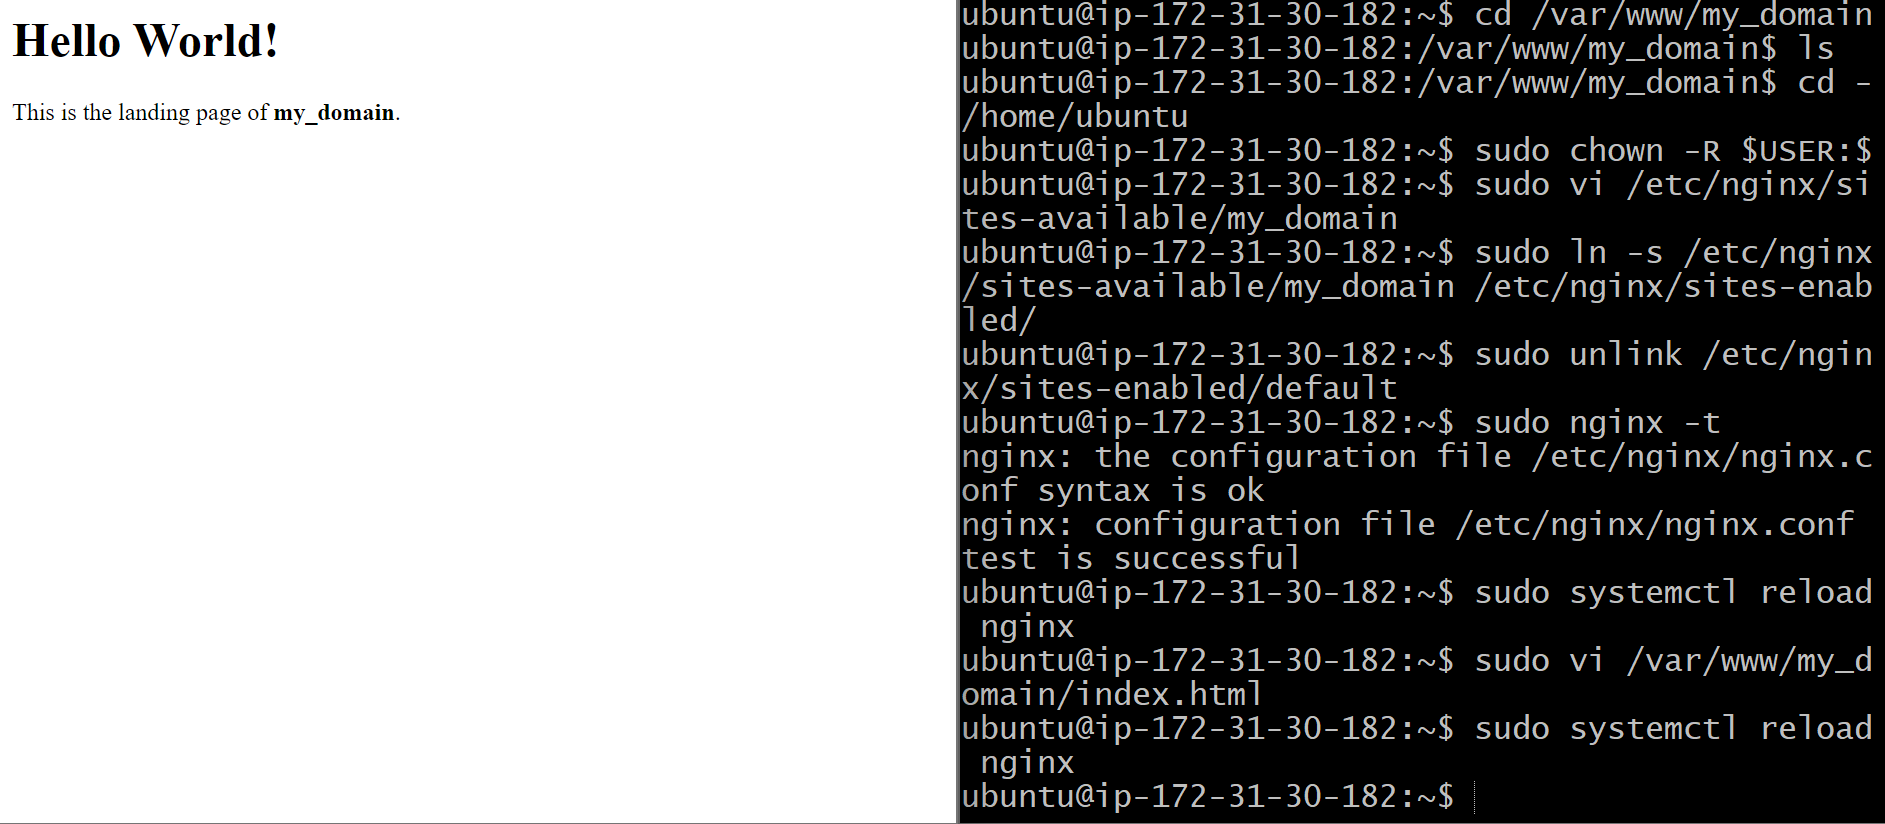 Hello World!
This is the landing page of my_domain.
ubuntu@ip-172-31-30-182:~$ cd /var/www/my_domain
ubuntu@ip-172-31-30-182:/var/www/my_domain$ ls
ubuntu@ip-172-31-30-182:/var/www/my_domain$ cd -
/home/ubuntu
ubuntu@ip-172-31-30-182:~$ sudo chown -R $USER:$
ubuntu@ip-172-31-30-182:~$ sudo vi /etc/nginx/si
tes-available/my_domain
ubuntu@ip-172-31-30-182:~$ sudo ln -s /etc/nginx
/sites-available/my_domain /etc/nginx/sites-enab
led/
ubuntu@ip-172-31-30-182:~$ sudo unlink /etc/ngin
x/sites-enabled/default
ubuntu@ip-172-31-30-182:~$ sudo nginx -t
nginx: the configuration file /etc/nginx/nginx.c
onf syntax is ok
nginx: configuration file /etc/nginx/nginx.conf
test is successful
ubuntu@ip-172-31-30-182:~$ sudo systemctl reload
 nginx
ubuntu@ip-172-31-30-182:~$ sudo vi /var/www/my_d
omain/index.html
ubuntu@ip-172-31-30-182:~$ sudo systemctl reload
 nginx
ubuntu@ip-172-31-30-182:~$